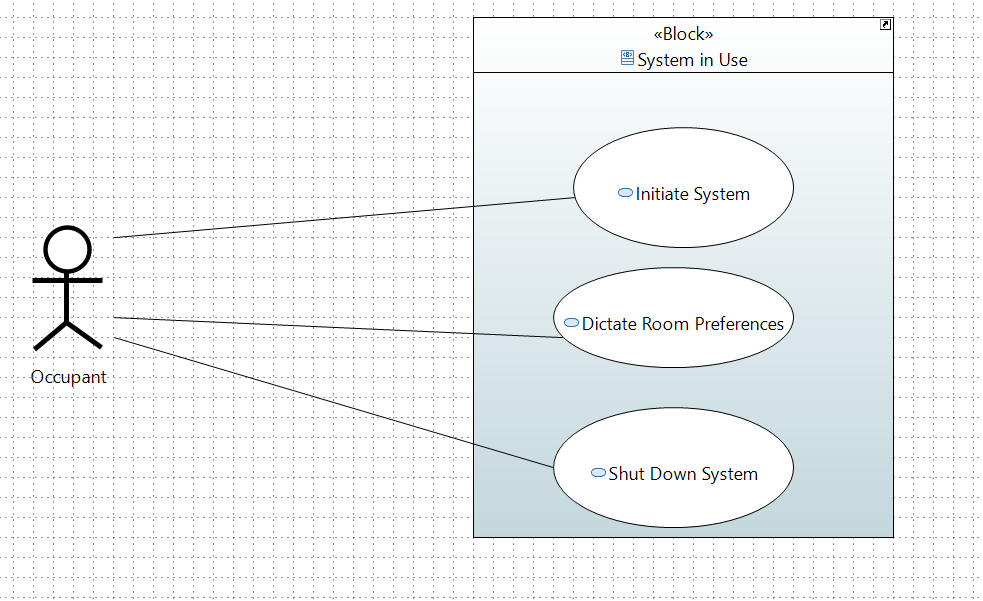 «Block»
System in Use
Initiate System
Dictate Room Preferences
Occupant
Shut Down System